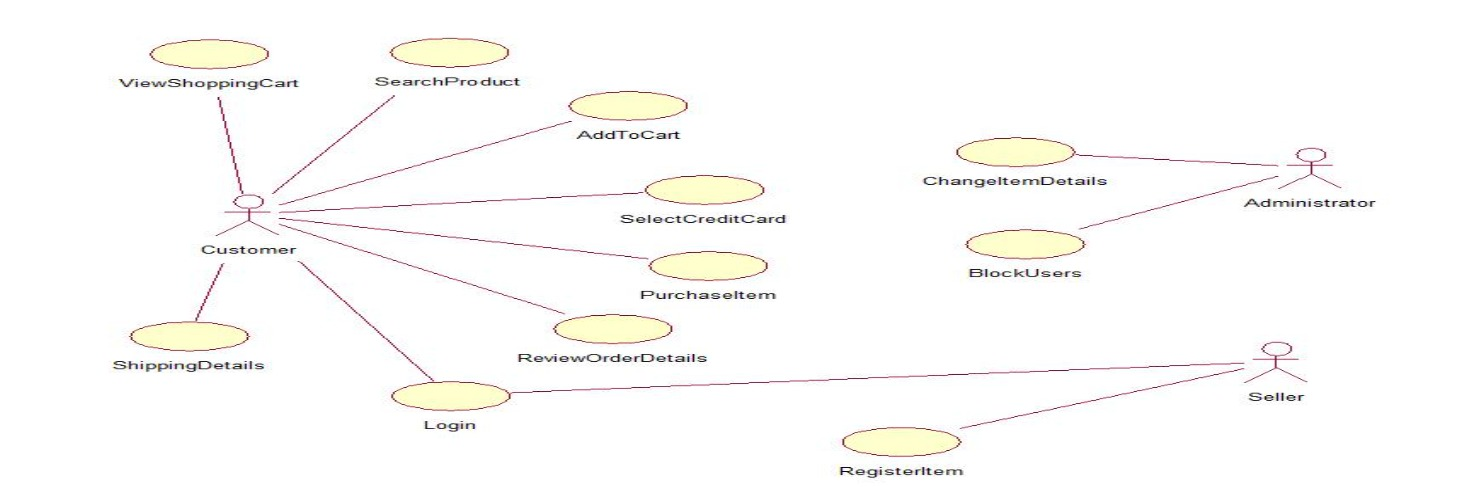 ViewShoppingCart
SearchProduct
AddToCart
ChangeItemDetails
Administrator
SelectCreditCard
Customer
BlockUsers
PurchaseItem
ReviewOrderDetails
ShippingDetails
Seller
Login
RegisterItem